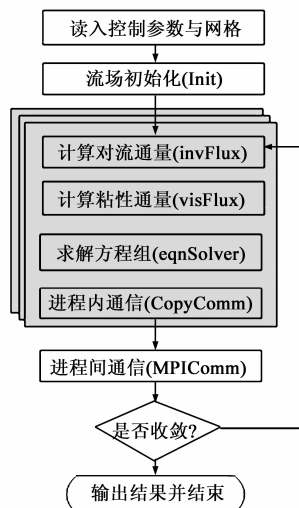 读入控制参数与网格
流场初始化(Init)
计算对流通量(invFlux)
计算粘性通量(visFlux)
求解方程组(eqnSolver)
进程内通信(CopyComm)
进程间通信(MPIComm)
是否收敛?
输出结果并结束